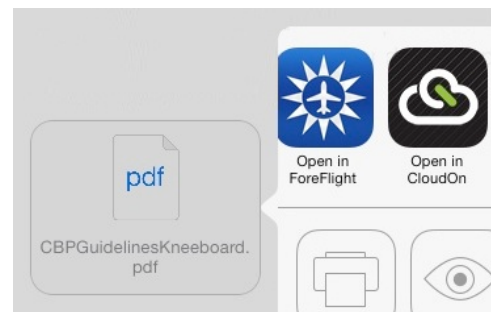 pdf
CBPGuidelinesKneeboard.
pdf
Open in
ForeFlight
Open in
CloudOn